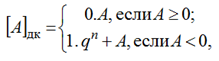 [A]дк = { 0.A, если A ≥ 0;
1.qⁿ + A, если A < 0,